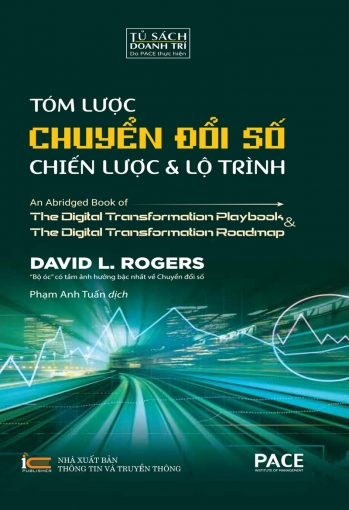 TỦ SÁCH
DOANH TRÍ
Do PACE thực hiện
TÓM LƯỢC
CHUYỂN ĐỔI SỐ
CHIẾN LƯỢC & LỘ TRÌNH
An Abridged Book of
The Digital Transformation Playbook &
The Digital Transformation Roadmap
DAVID L. ROGERS
"Bộ óc" có tầm ảnh hưởng bậc nhất về Chuyển đổi số
Phạm Anh Tuấn dịch
ic
PUBLISHER
NHÀ XUẤT BẢN
THÔNG TIN VÀ TRUYỀN THÔNG
PACE
INSTITUTE OF MANAGEMENT